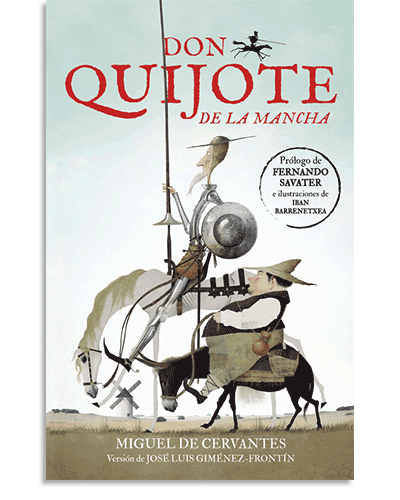 DON
QUIJOTE
DE LA MANCHA
Prólogo de
FERNANDO
SAVATER
e ilustraciones de
IBAN
BARRENETXEA
MIGUEL DE CERVANTES
Versión de JOSÉ LUIS GIMÉNEZ-FRONTÍN